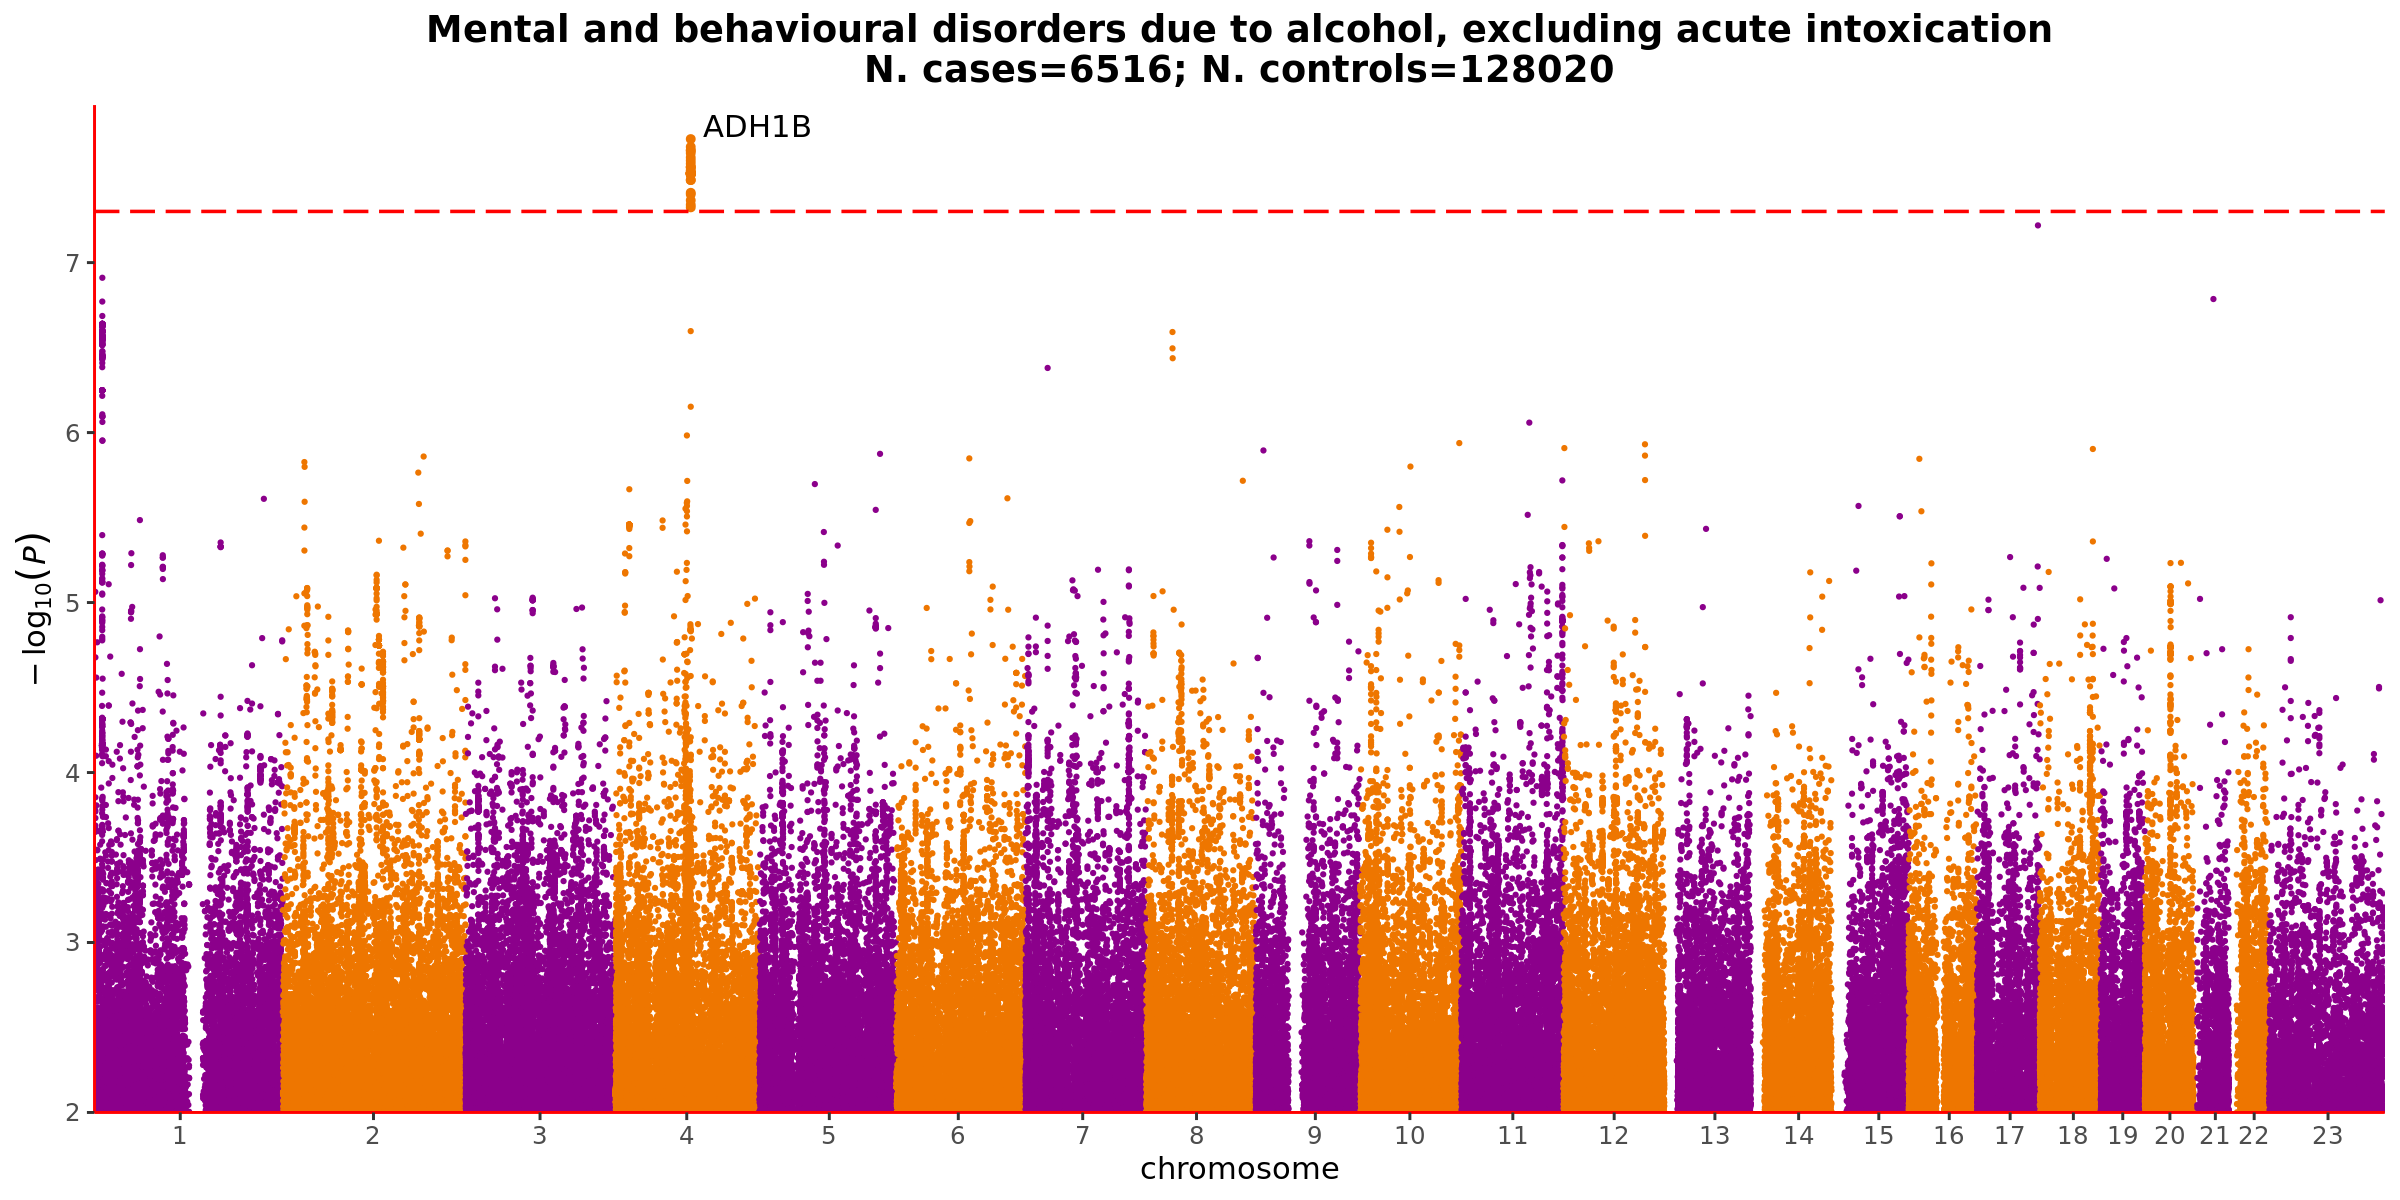 Mental and behavioural disorders due to alcohol, excluding acute intoxication
N. cases=6516; N. controls=128020
ADH1B
7
6
5
4
3
2
−log₁₀(P)
1 2 3 4 5 6 7 8 9 10 11 12 13 14 15 16 17 18 19 20 21 22 23
chromosome